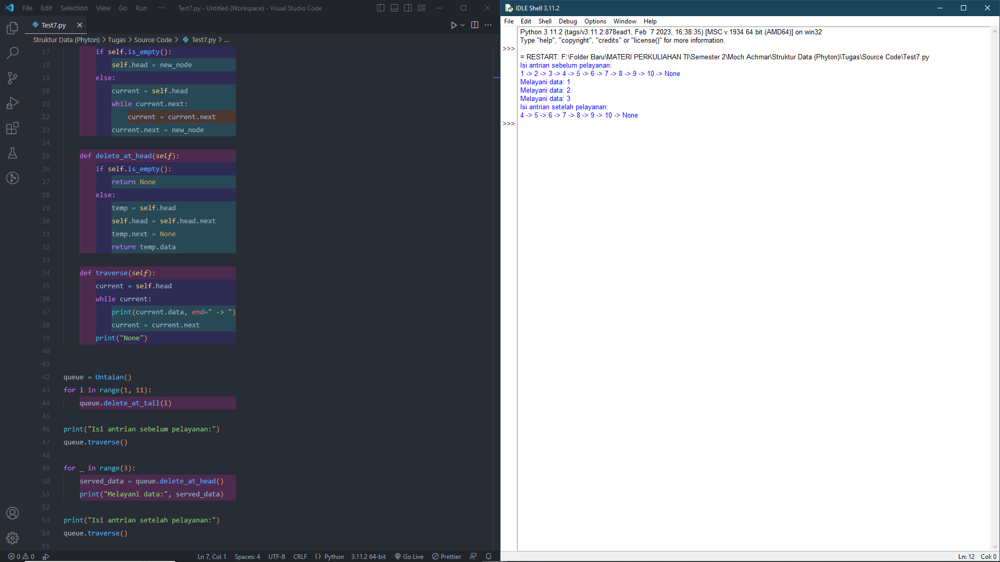 File Edit Selection View Go Run ··· Test7.py - Untitled (Workspace) - Visual Studio Code
Test7.py
Struktur Data (Phyton) > Tugas > Source Code > Test7.py > ...
17 if self.is_empty():
18 self.head = new_node
19 else:
20 current = self.head
21 while current.next:
22 current = current.next
23 current.next = new_node
24
25 def delete_at_head(self):
26 if self.is_empty():
27 return None
28 else:
29 temp = self.head
30 self.head = self.head.next
31 temp.next = None
32 return temp.data
33
34 def traverse(self):
35 current = self.head
36 while current:
37 print(current.data, end=" -> ")
38 current = current.next
39 print("None")
40
41
42 queue = Untaian()
43 for i in range(1, 11):
44 queue.delete_at_tail(i)
45
46 print("Isi antrian sebelum pelayanan:")
47 queue.traverse()
48
49 for _ in range(3):
50 served_data = queue.delete_at_head()
51 print("Melayani data:", served_data)
52
53 print("Isi antrian setelah pelayanan:")
54 queue.traverse()
55
0 0 Ln 7, Col 1 Spaces: 4 UTF-8 CRLF {} Python 3.11.2 64-bit Go Live Prettier
IDLE Shell 3.11.2
File Edit Shell Debug Options Window Help
Python 3.11.2 (tags/v3.11.2:878ead1, Feb 7 2023, 16:38:35) [MSC v.1934 64 bit (AMD64)] on win32
Type "help", "copyright", "credits" or "license()" for more information.
>>>
= RESTART: F:\Folder Baru\MATERI PERKULIAHAN TI\Semester 2\Moch Achmar\Struktur Data (Phyton)\Tugas\Source Code\Test7.py
Isi antrian sebelum pelayanan:
1 -> 2 -> 3 -> 4 -> 5 -> 6 -> 7 -> 8 -> 9 -> 10 -> None
Melayani data: 1
Melayani data: 2
Melayani data: 3
Isi antrian setelah pelayanan:
4 -> 5 -> 6 -> 7 -> 8 -> 9 -> 10 -> None
>>>
Ln: 12 Col: 0